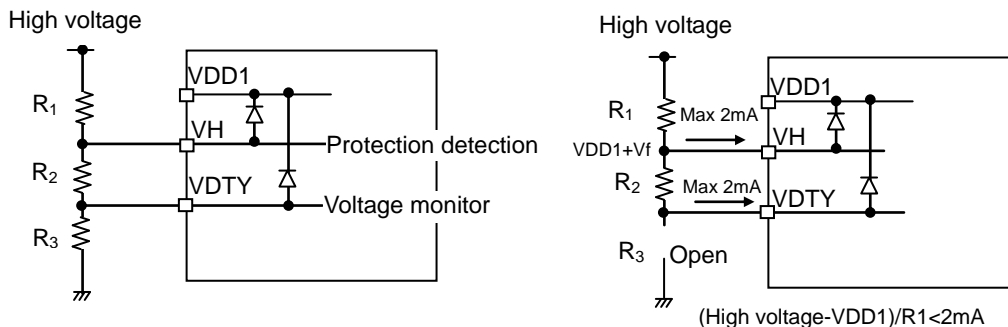 High voltage
VDD1
R1
VH
Protection detection
R2
VDTY
Voltage monitor
R3
High voltage
VDD1
R1
Max 2mA
VH
VDD1+Vf
R2
Max 2mA
VDTY
R3 Open
(High voltage-VDD1)/R1<2mA